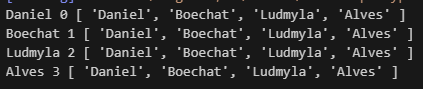 Daniel 0 [ 'Daniel', 'Boechat', 'Ludmyla', 'Alves' ]
Boechat 1 [ 'Daniel', 'Boechat', 'Ludmyla', 'Alves' ]
Ludmyla 2 [ 'Daniel', 'Boechat', 'Ludmyla', 'Alves' ]
Alves 3 [ 'Daniel', 'Boechat', 'Ludmyla', 'Alves' ]